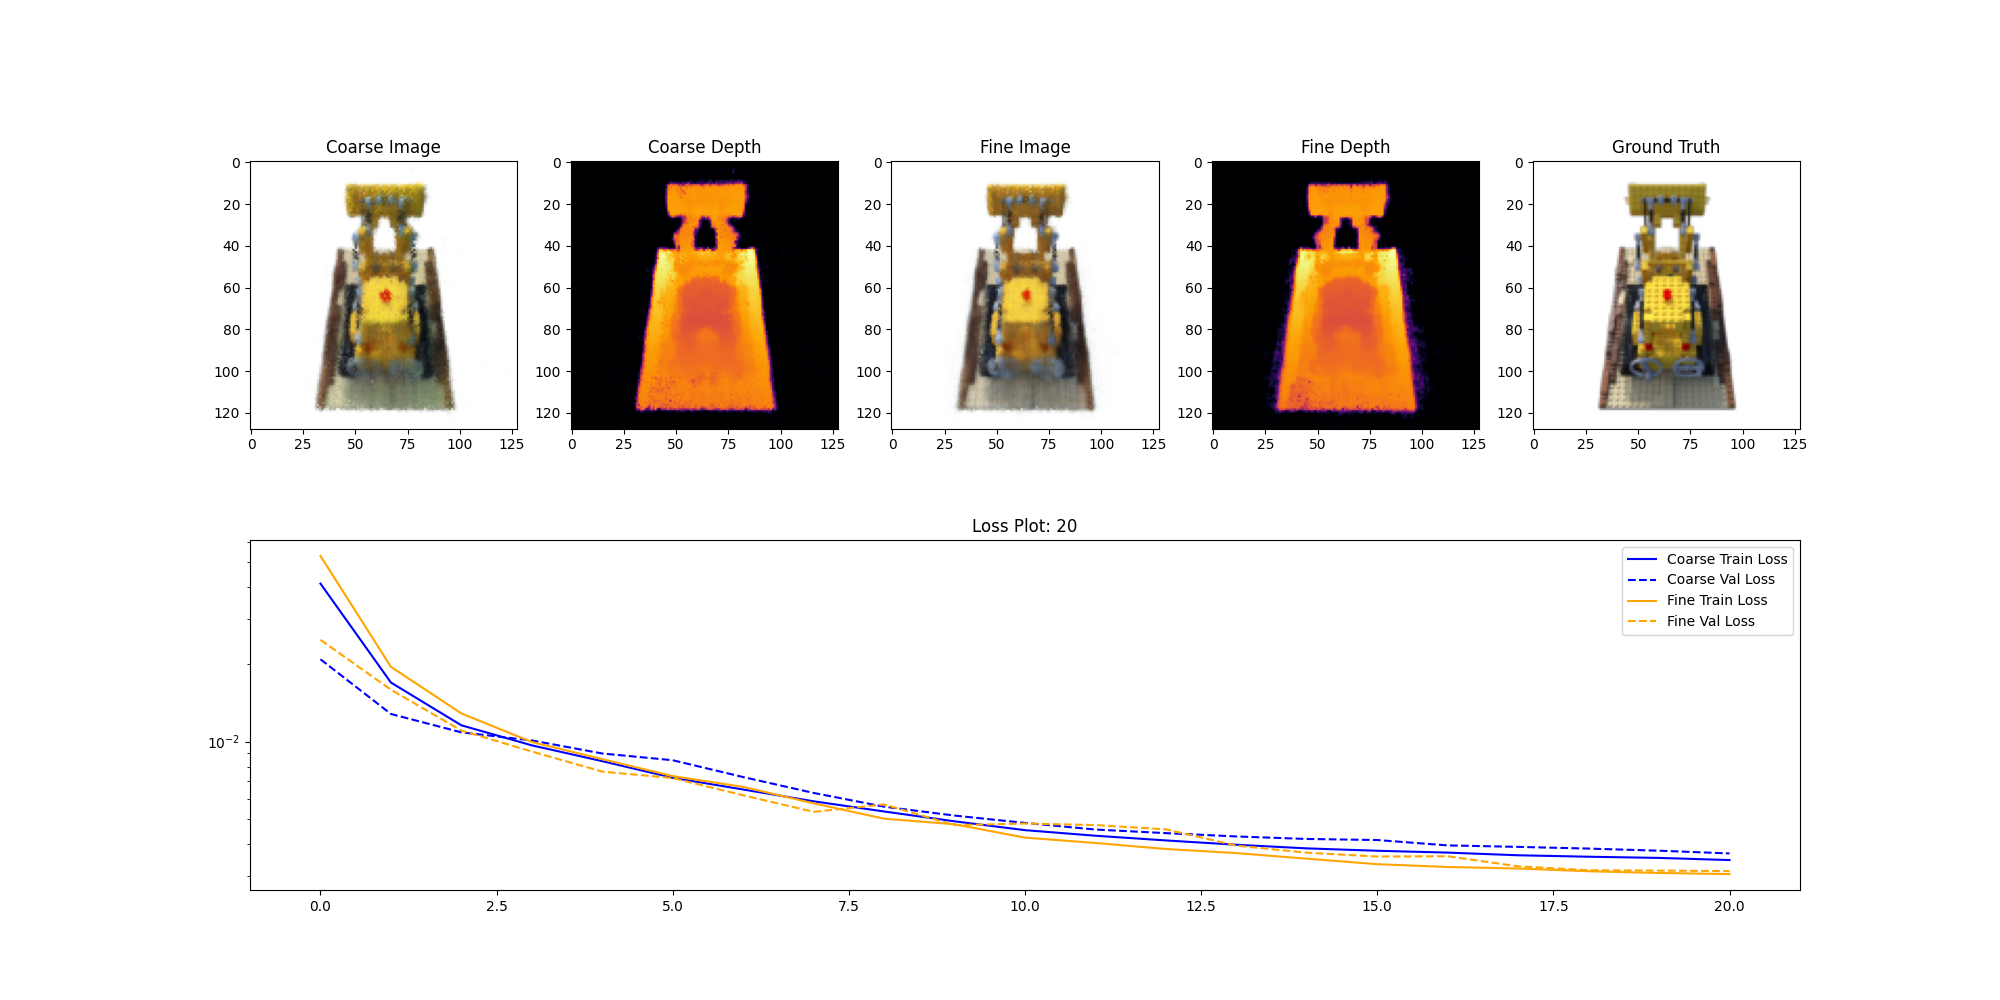 Coarse Image
Coarse Depth
Fine Image
Fine Depth
Ground Truth
0
20
40
60
80
100
120
0 25 50 75 100 125
0
20
40
60
80
100
120
0 25 50 75 100 125
0
20
40
60
80
100
120
0 25 50 75 100 125
0
20
40
60
80
100
120
0 25 50 75 100 125
0
20
40
60
80
100
120
0 25 50 75 100 125
Loss Plot: 20
Coarse Train Loss
Coarse Val Loss
Fine Train Loss
Fine Val Loss
10⁻²
0.0 2.5 5.0 7.5 10.0 12.5 15.0 17.5 20.0